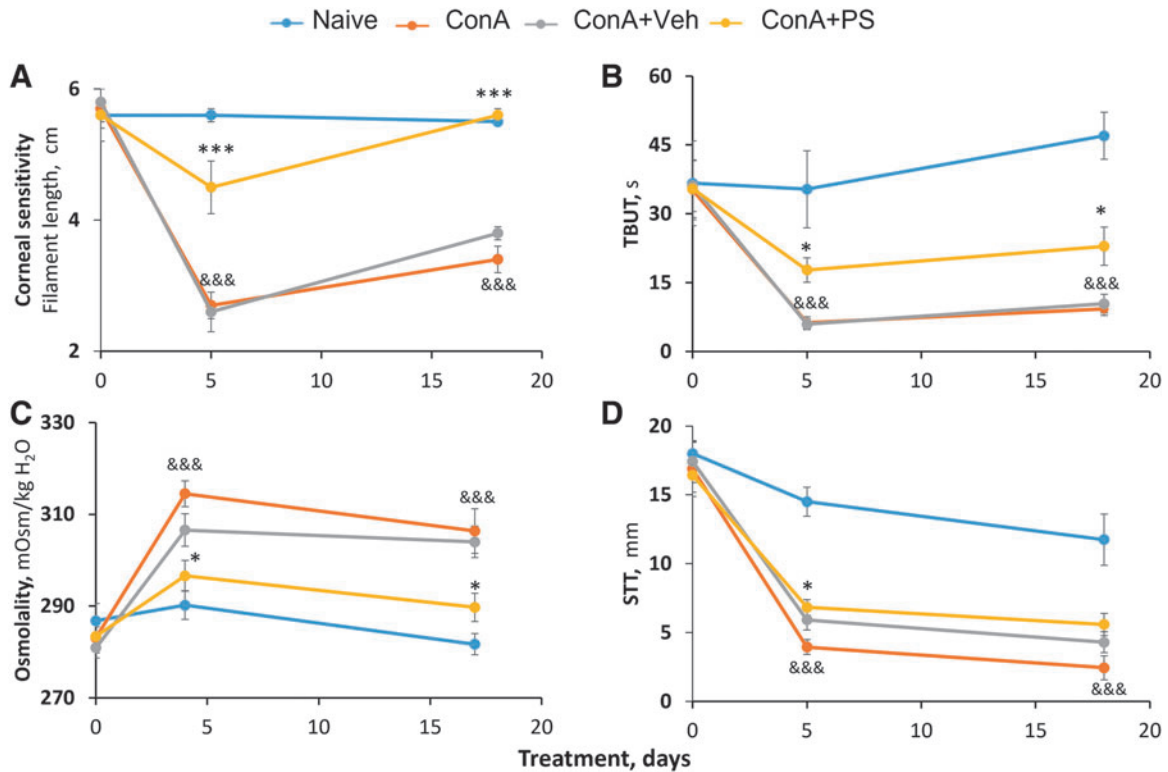 Naive ConA ConA+Veh ConA+PS
A
Corneal sensitivity
Filament length, cm
6
4
2
***
***
&&&
&&&
0 5 10 15 20
B
TBUT, s
60
45
30
15
0
*
*
&&&
&&&
0 5 10 15 20
C
Osmolality, mOsm/kg H₂O
330
310
290
270
&&&
&&&
*
*
0 5 10 15 20
D
STT, mm
20
15
10
5
0
*
&&&
&&&
0 5 10 15 20
Treatment, days